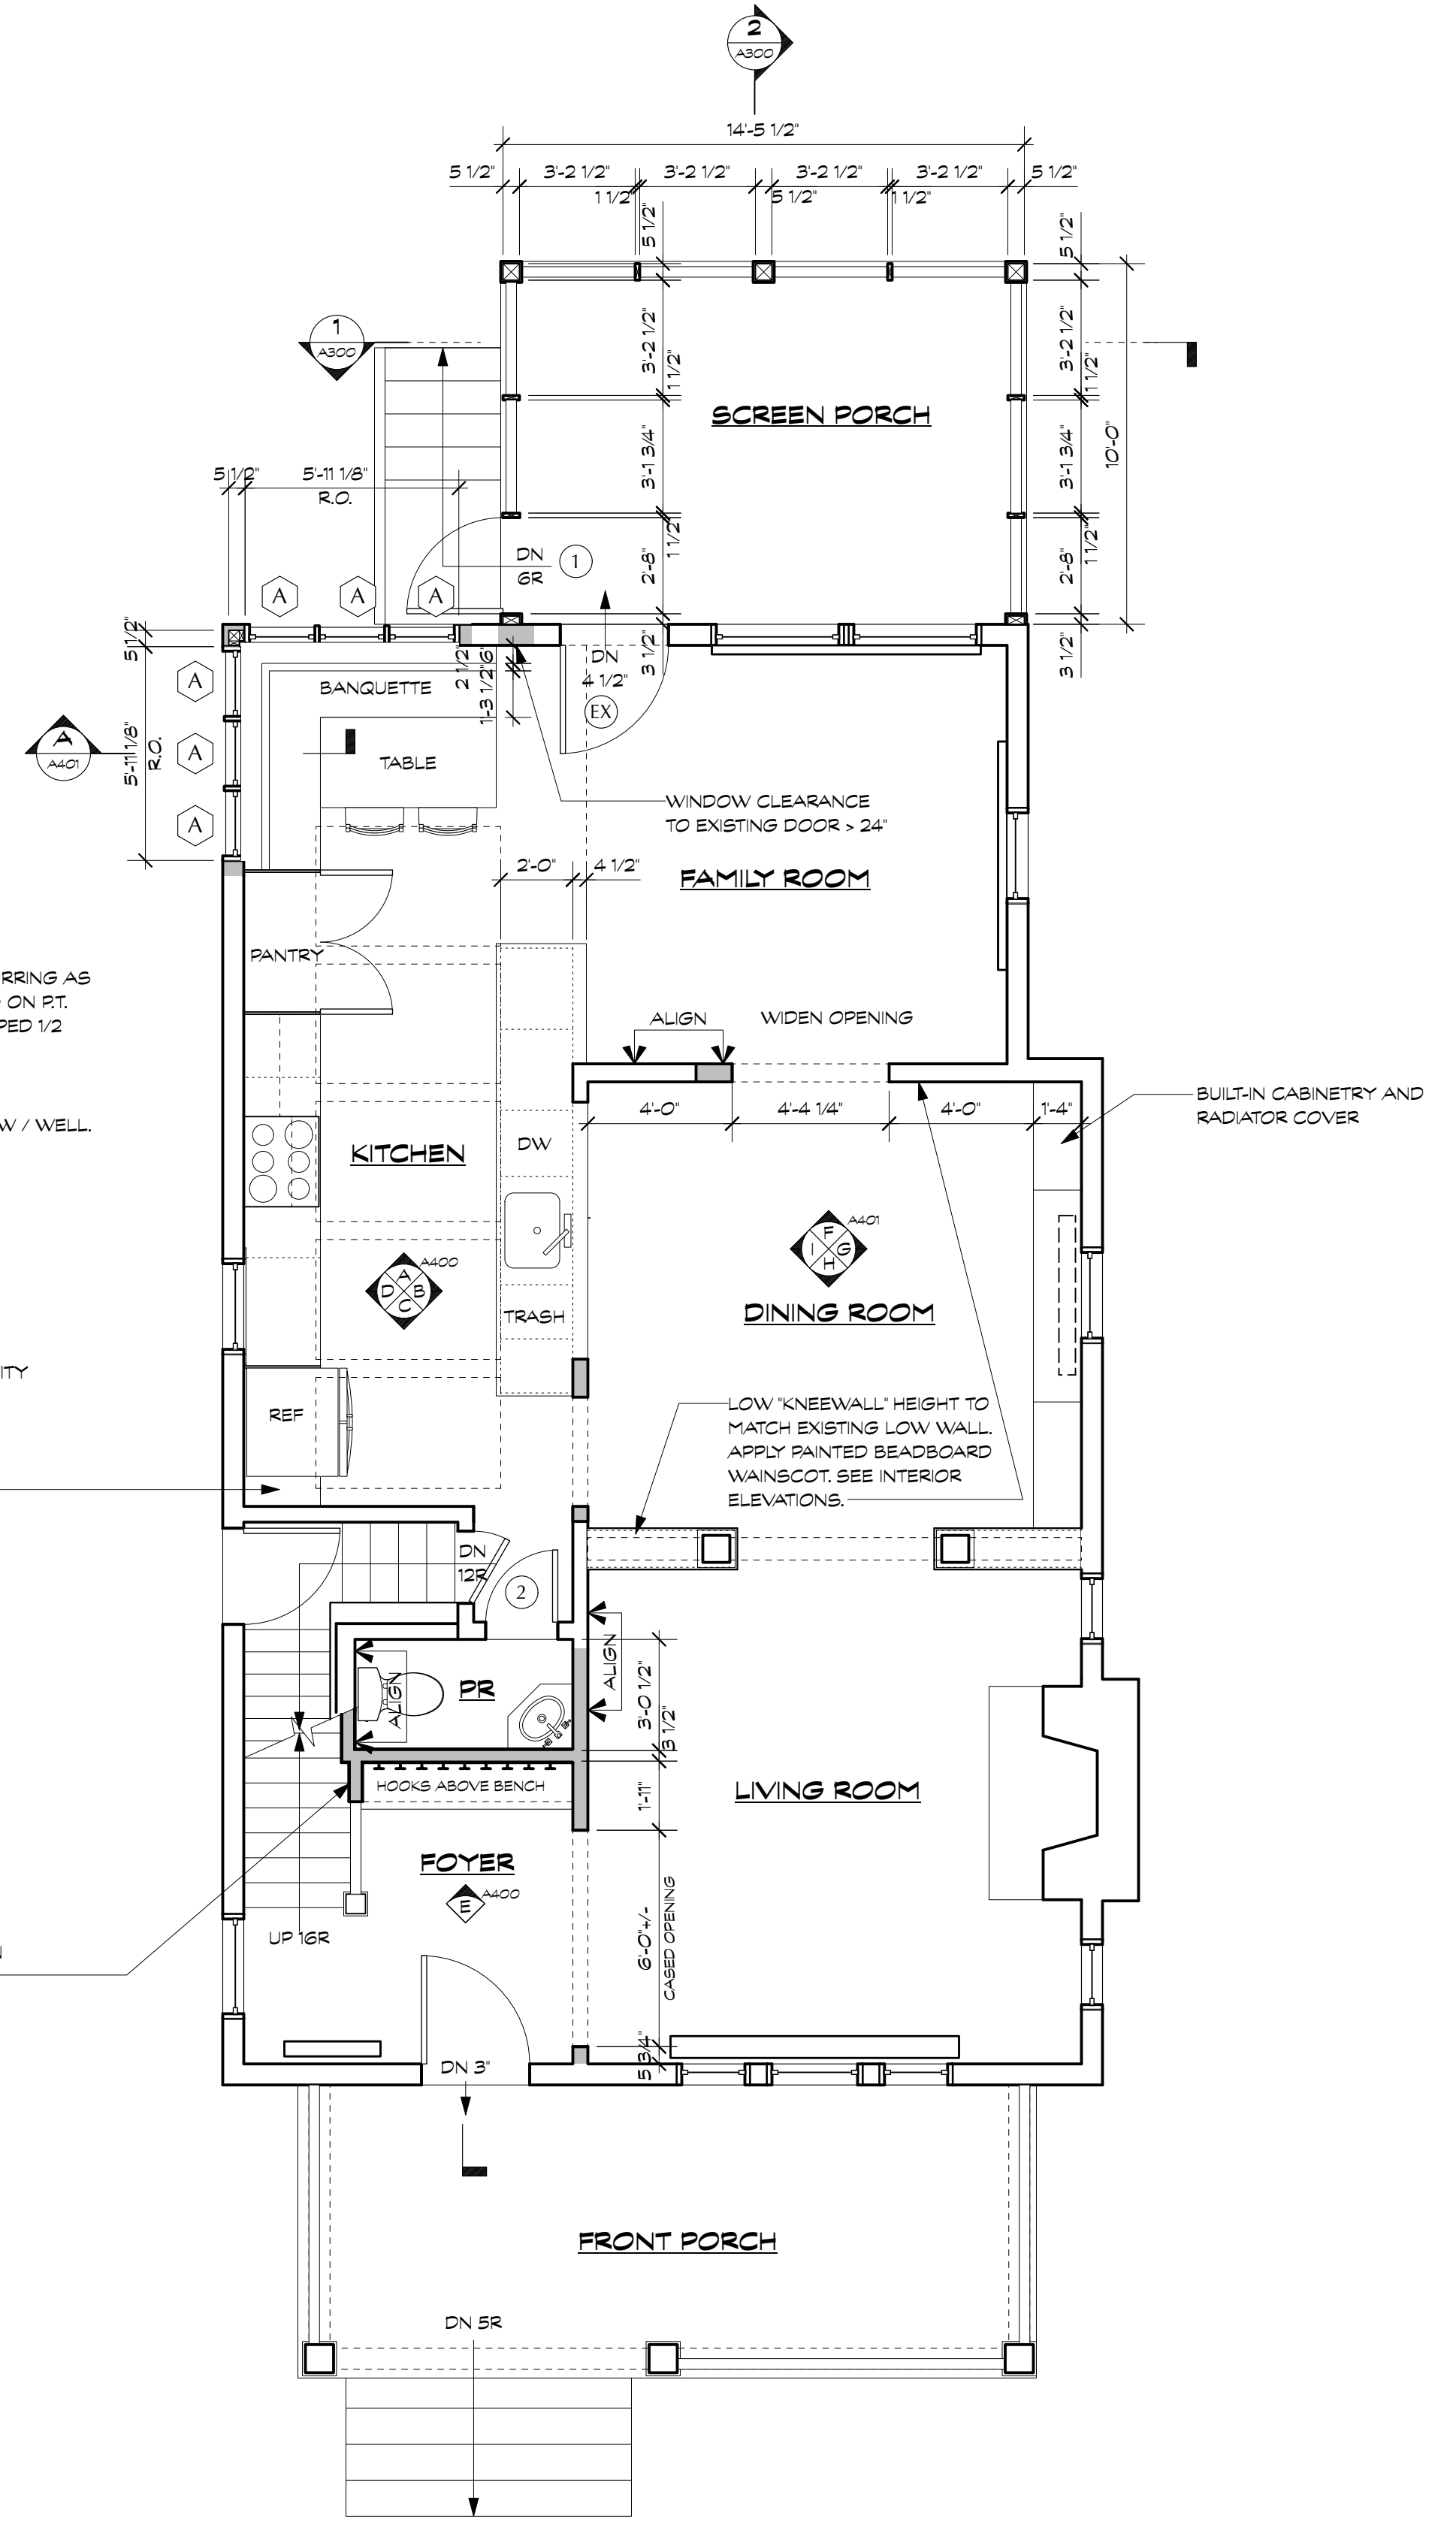 2
A300
14'-5 1/2"
5 1/2"
3'-2 1/2"
3'-2 1/2"
3'-2 1/2"
3'-2 1/2"
5 1/2"
1 1/2"
5 1/2"
1 1/2"
5 1/2"
5 1/2"
1
A300
3'-2 1/2"
1 1/2"
3'-2 1/2"
1 1/2"
SCREEN PORCH
10'-0"
3'-1 3/4"
3'-1 3/4"
5 1/2"
5'-11 1/8"
R.O.
1 1/2"
1 1/2"
DN
6R
1
2'-8"
2'-8"
A
A
A
5 1/2"
3 1/2"
3 1/2"
2 1/2"
6"
1'-3 1/2"
DN
4 1/2"
EX
BANQUETTE
A
A
A
A
A401
5'-11 1/8"
R.O.
TABLE
WINDOW CLEARANCE
TO EXISTING DOOR > 24"
2'-0"
4 1/2"
FAMILY ROOM
PANTRY
RRING AS
ON P.T.
PED 1/2
ALIGN
WIDEN OPENING
W / WELL.
4'-0"
4'-4 1/4"
4'-0"
1'-4"
BUILT-IN CABINETRY AND
RADIATOR COVER
KITCHEN
DW
A400
A
B
C
D
A401
F
G
H
I
DINING ROOM
TRASH
ITY
REF
LOW "KNEEWALL" HEIGHT TO
MATCH EXISTING LOW WALL.
APPLY PAINTED BEADBOARD
WAINSCOT. SEE INTERIOR
ELEVATIONS.
DN
12R
2
ALIGN
ALIGN
PR
3'-0 1/2"
3 1/2"
HOOKS ABOVE BENCH
1'-11"
LIVING ROOM
FOYER
E
A400
UP 16R
N
6'-0"+/-
CASED OPENING
5 3/4"
DN 3"
FRONT PORCH
DN 5R